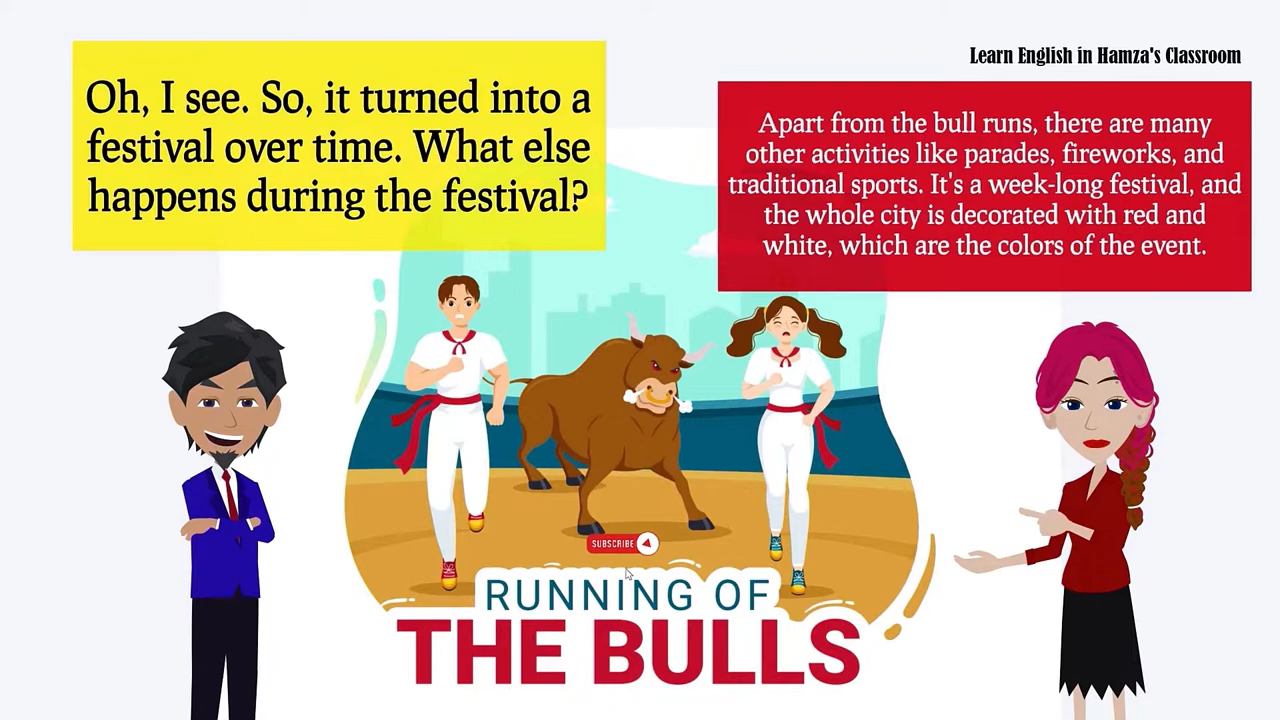 Learn English in Hamza's Classroom
Oh, I see. So, it turned into a
festival over time. What else
happens during the festival?
Apart from the bull runs, there are many
other activities like parades, fireworks, and
traditional sports. It's a week-long festival, and
the whole city is decorated with red and
white, which are the colors of the event.
SUBSCRIBE
RUNNING OF
THE BULLS